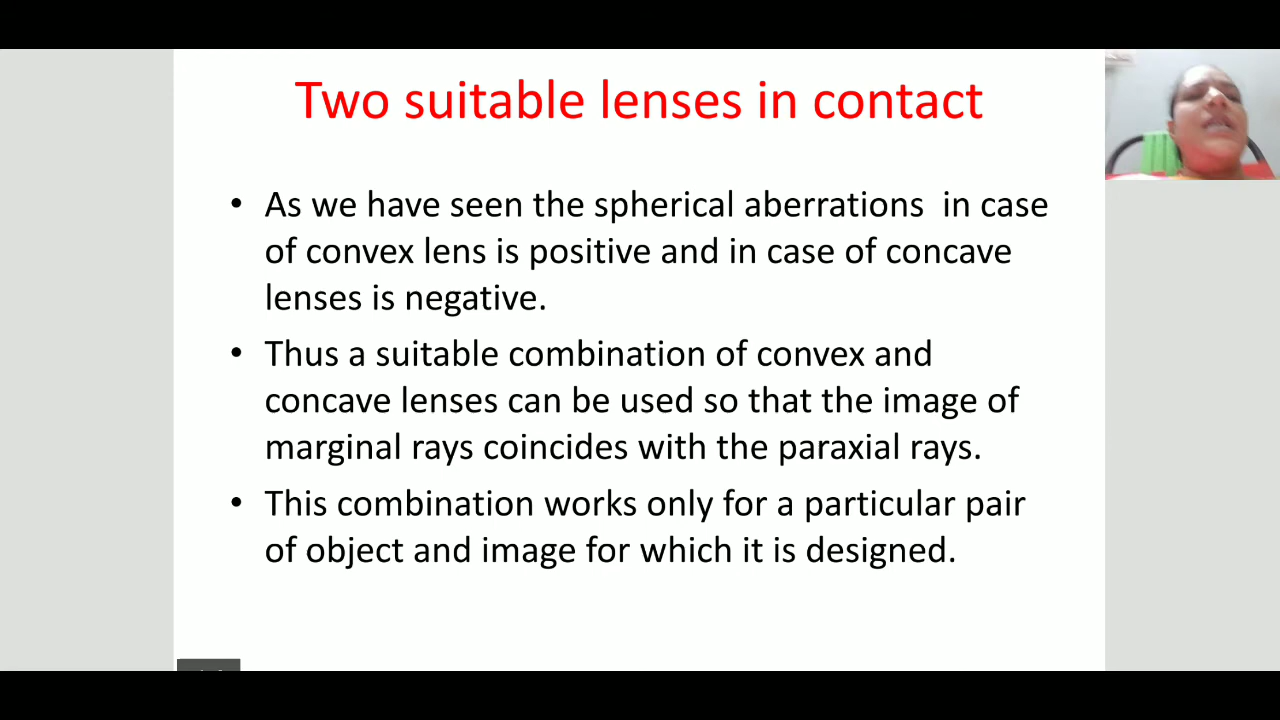 Two suitable lenses in contact
• As we have seen the spherical aberrations  in case
of convex lens is positive and in case of concave
lenses is negative.
• Thus a suitable combination of convex and
concave lenses can be used so that the image of
marginal rays coincides with the paraxial rays.
• This combination works only for a particular pair
of object and image for which it is designed.